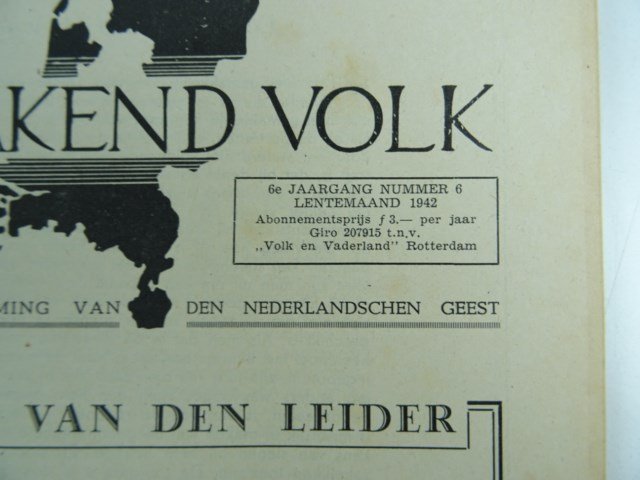 AKEND VOLK
6e JAARGANG NUMMER 6
LENTEMAAND 1942
Abonnementsprijs ƒ 3.— per jaar
Giro 207915 t.n.v.
„Volk en Vaderland" Rotterdam
MING VAN DEN NEDERLANDSCHEN GEEST
VAN DEN LEIDER